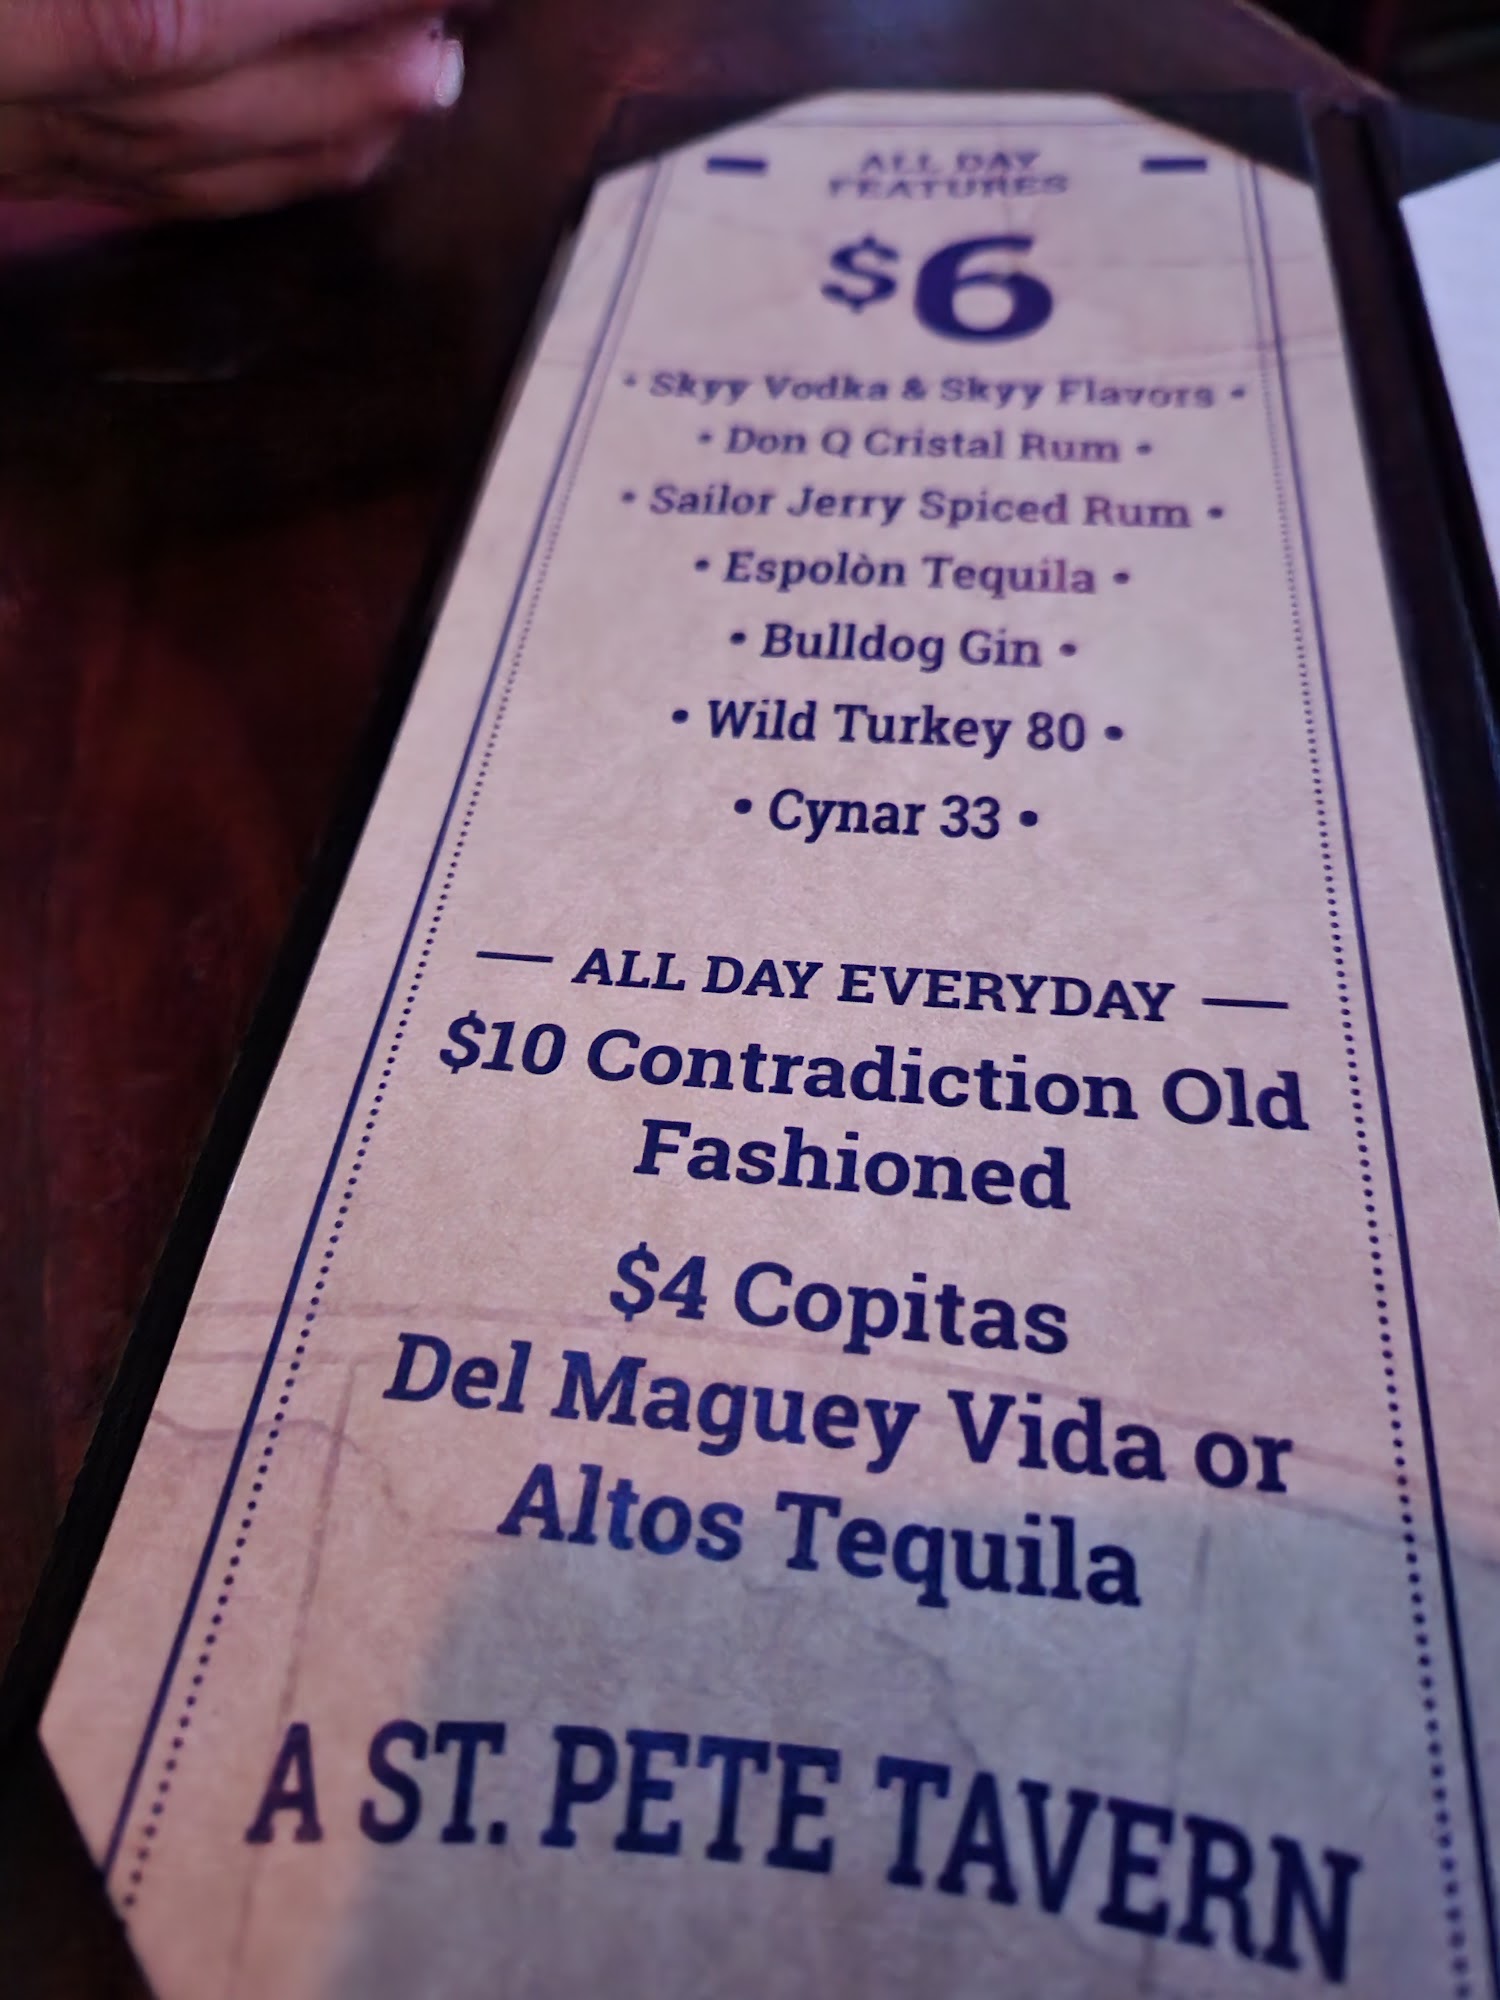 ALL DAY
FEATURES
$6
• Skyy Vodka & Skyy Flavors •
• Don Q Cristal Rum •
• Sailor Jerry Spiced Rum •
• Espolòn Tequila •
• Bulldog Gin •
• Wild Turkey 80 •
• Cynar 33 •
— ALL DAY EVERYDAY —
$10 Contradiction Old
Fashioned
$4 Copitas
Del Maguey Vida or
Altos Tequila
A ST. PETE TAVERN